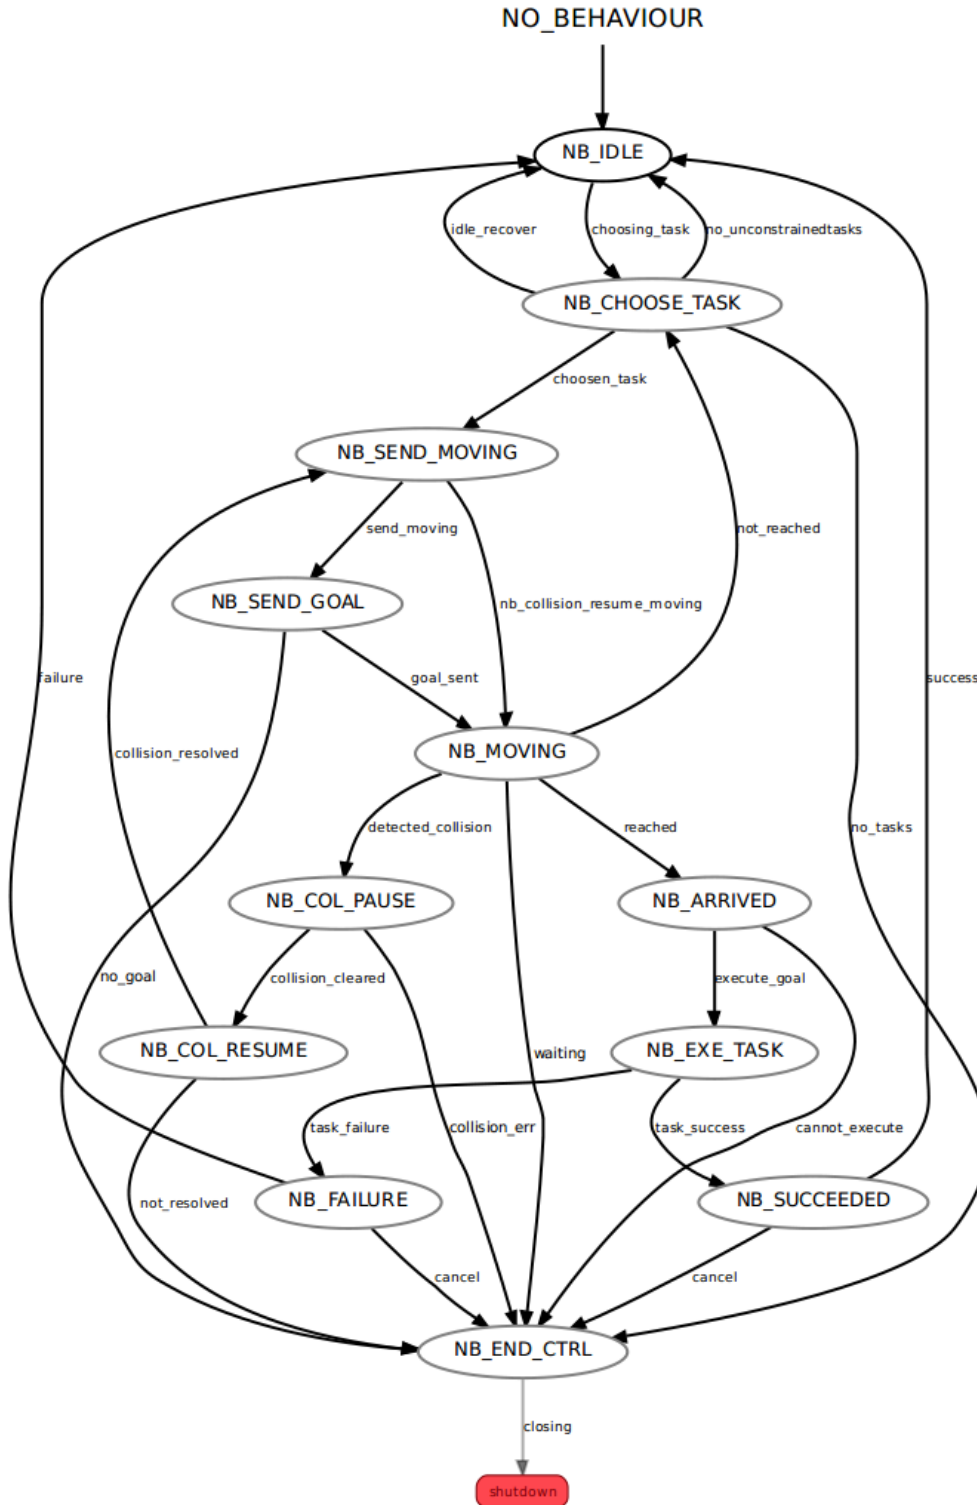 NO_BEHAVIOUR
NB_IDLE
idle_recover
choosing_task
no_unconstrainedtasks
NB_CHOOSE_TASK
choosen_task
NB_SEND_MOVING
send_moving
not_reached
NB_SEND_GOAL
nb_collision_resume_moving
failure
goal_sent
success
NB_MOVING
collision_resolved
detected_collision
reached
no_tasks
NB_COL_PAUSE
NB_ARRIVED
no_goal
collision_cleared
execute_goal
NB_COL_RESUME
waiting
NB_EXE_TASK
task_failure
collision_err
task_success
cannot_execute
not_resolved
NB_FAILURE
NB_SUCCEEDED
cancel
cancel
NB_END_CTRL
closing
shutdown